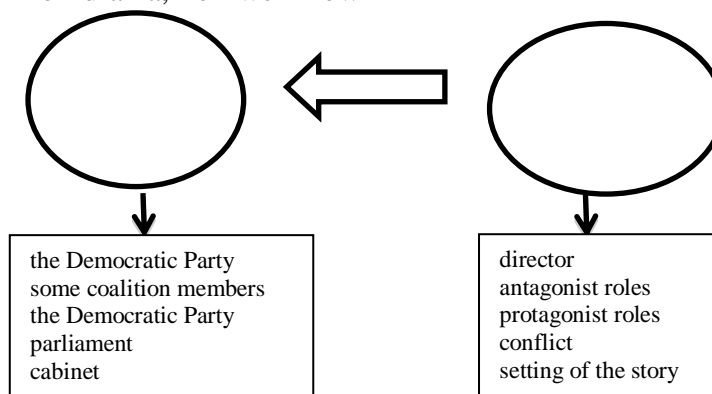 the Democratic Party
some coalition members
the Democratic Party
parliament
cabinet
director
antagonist roles
protagonist roles
conflict
setting of the story